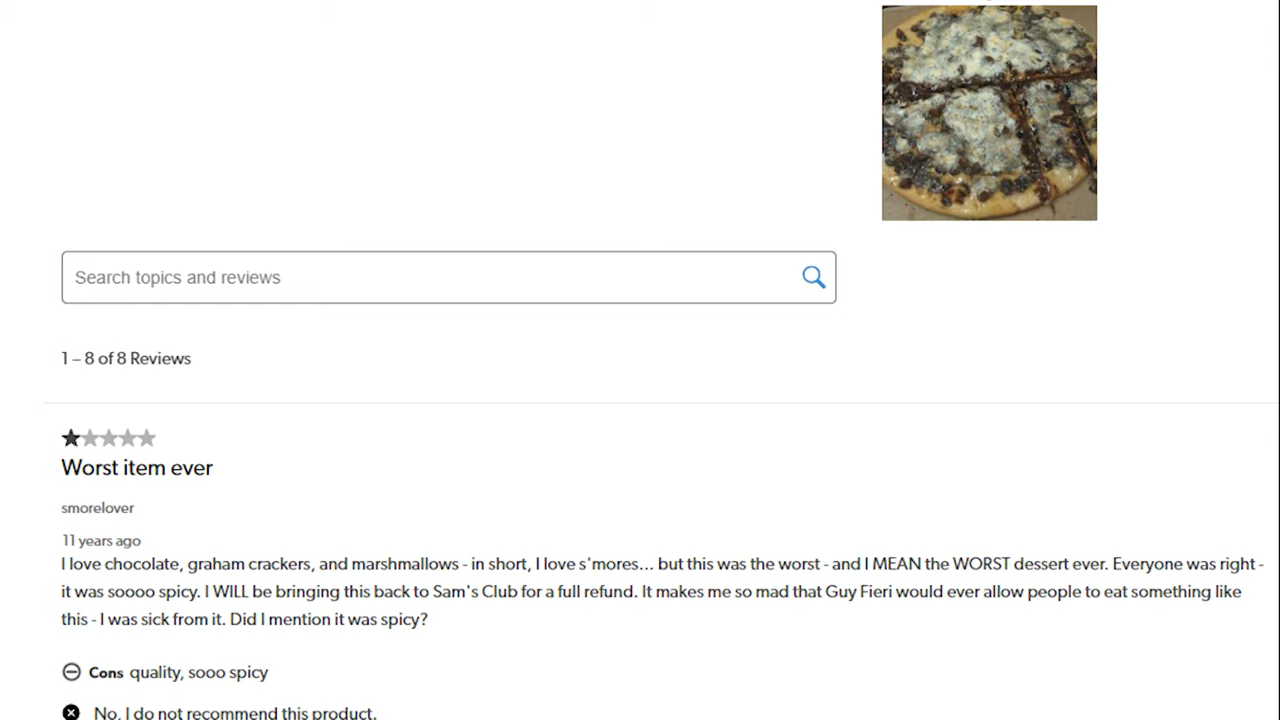 Search topics and reviews
1 – 8 of 8 Reviews
Worst item ever
smorelover
11 years ago
I love chocolate, graham crackers, and marshmallows - in short, I love s'mores... but this was the worst - and I MEAN the WORST dessert ever. Everyone was right -
it was soooo spicy. I WILL be bringing this back to Sam's Club for a full refund. It makes me so mad that Guy Fieri would ever allow people to eat something like
this - I was sick from it. Did I mention it was spicy?
Cons quality, sooo spicy
No, I do not recommend this product.